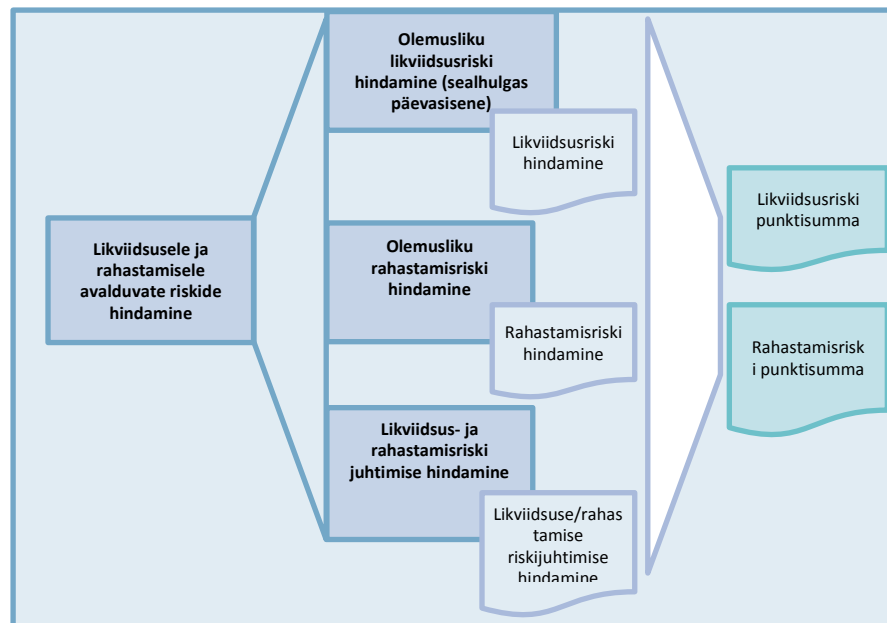 Likviidsusele ja
rahastamisele
avalduvate riskide
hindamine
Olemusliku
likviidsusriski
hindamine (sealhulgas
päevasisene)
Likviidsusriski
hindamine
Olemusliku
rahastamisriski
hindamine
Rahastamisriski
hindamine
Likviidsus- ja
rahastamisriski
juhtimise hindamine
Likviidsuse/rahas
tamise
riskijuhtimise
hindamine
Likviidsusriski
punktisumma
Rahastamisrisk
i punktisumma